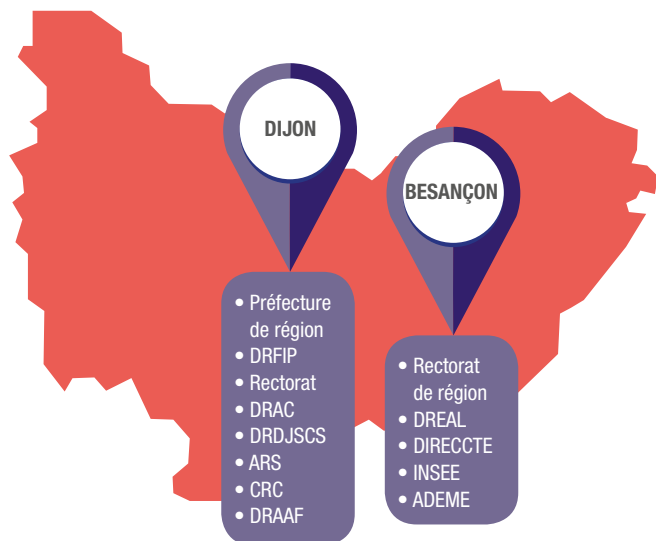 DIJON
• Préfecture
de région
• DRFIP
• Rectorat
• DRAC
• DRDJSCS
• ARS
• CRC
• DRAAF
BESANÇON
• Rectorat
de région
• DREAL
• DIRECCTE
• INSEE
• ADEME